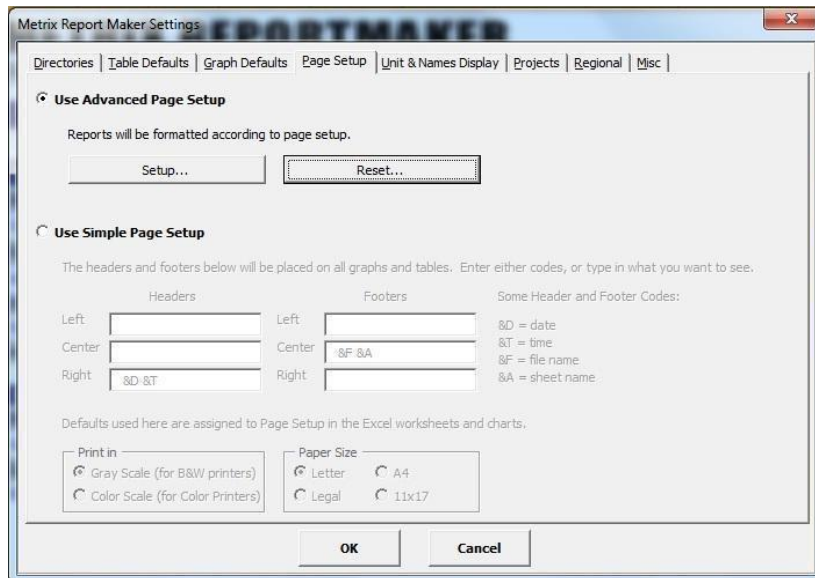 Metrix Report Maker Settings
REPORTMAKER
Directories Table Defaults Graph Defaults Page Setup Unit & Names Display Projects Regional Misc
Use Advanced Page Setup
Reports will be formatted according to page setup.
Setup... Reset...
Use Simple Page Setup
The headers and footers below will be placed on all graphs and tables. Enter either codes, or type in what you want to see.
Headers Footers Some Header and Footer Codes:
Left Left &D = date
&T = time
Center Center &F &A &F = file name
Right &D &T Right &A = sheet name
Defaults used here are assigned to Page Setup in the Excel worksheets and charts.
Print in Paper Size
Gray Scale (for B&W printers) Letter A4
Color Scale (for Color Printers) Legal 11x17
OK Cancel